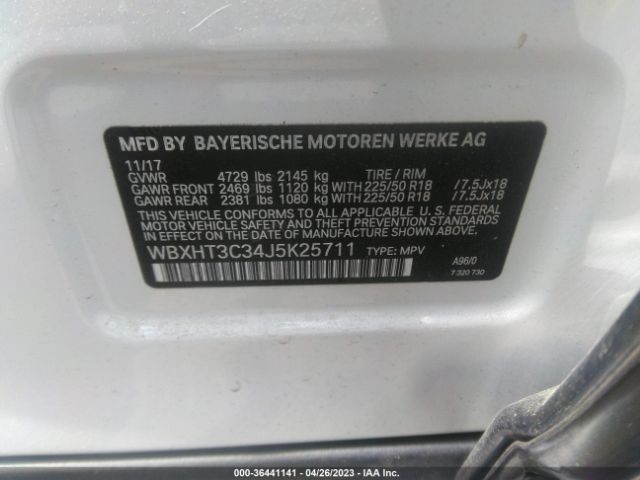 MFD BY BAYERISCHE MOTOREN WERKE AG
11/17
GVWR 4729 lbs 2145 kg TIRE / RIM
GAWR FRONT 2469 lbs 1120 kg WITH 225/50 R18 /7.5Jx18
GAWR REAR 2381 lbs 1080 kg WITH 225/50 R18 /7.5Jx18
THIS VEHICLE CONFORMS TO ALL APPLICABLE U. S. FEDERAL
MOTOR VEHICLE SAFETY AND THEFT PREVENTION STANDARDS IN
EFFECT ON THE DATE OF MANUFACTURE SHOWN ABOVE.
WBXHT3C34J5K25711 TYPE: MPV
A96/0
7 320 730
000-36441141 - 04/26/2023 - IAA Inc.